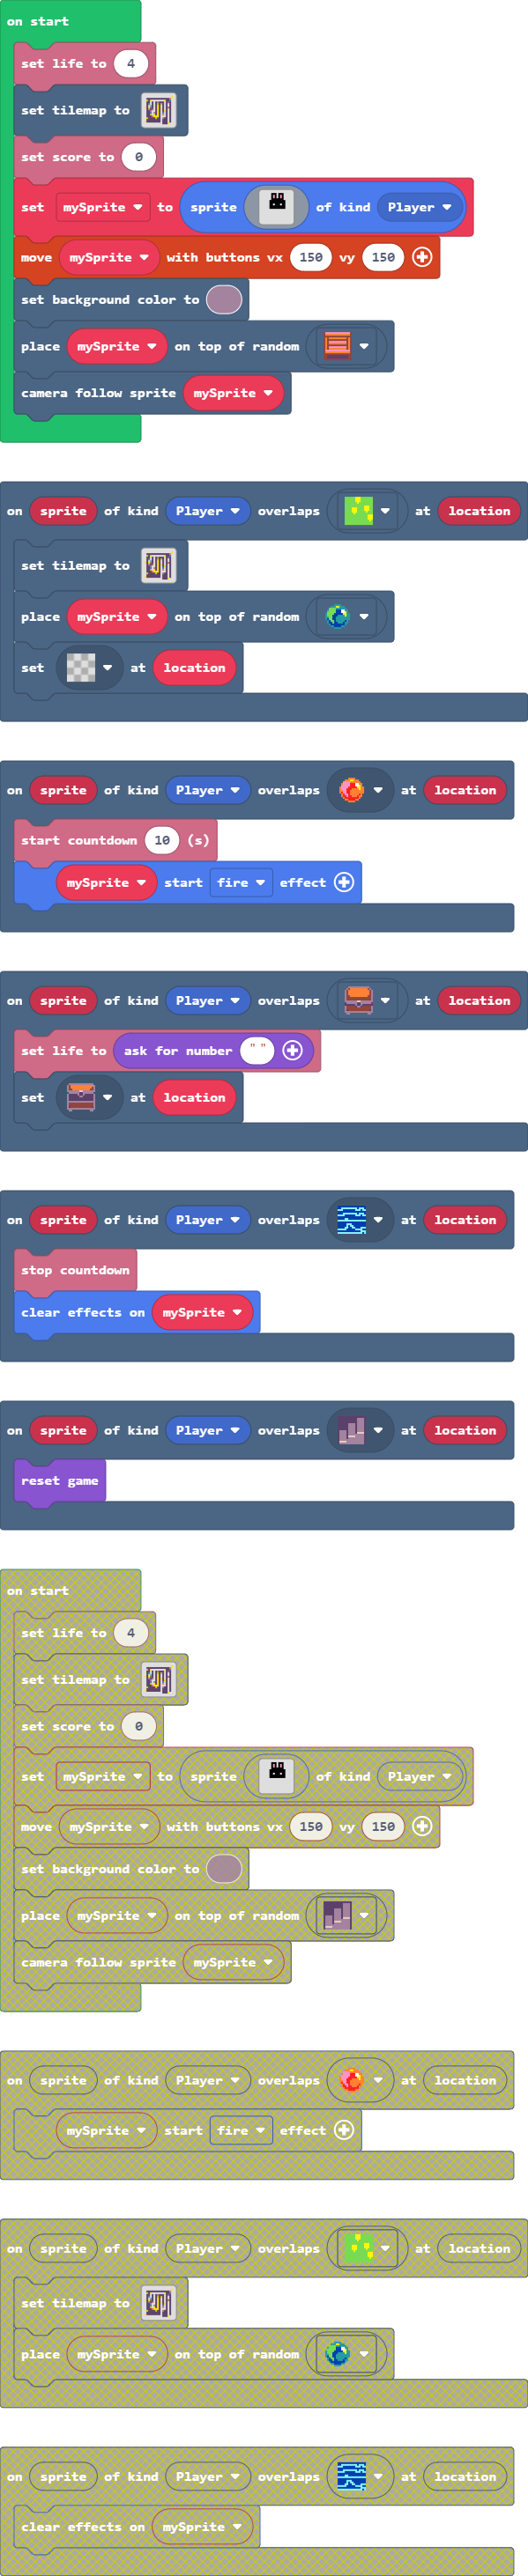 on start
set life to 4
set tilemap to
set score to 0
set mySprite to sprite of kind Player
move mySprite with buttons vx 150 vy 150
set background color to
place mySprite on top of random
camera follow sprite mySprite
on sprite of kind Player overlaps at location
set tilemap to
place mySprite on top of random
set at location
on sprite of kind Player overlaps at location
start countdown 10 (s)
mySprite start fire effect
on sprite of kind Player overlaps at location
set life to ask for number " "
set at location
on sprite of kind Player overlaps at location
stop countdown
clear effects on mySprite
on sprite of kind Player overlaps at location
reset game
on start
set life to 4
set tilemap to
set score to 0
set mySprite to sprite of kind Player
move mySprite with buttons vx 150 vy 150
set background color to
place mySprite on top of random
camera follow sprite mySprite
on sprite of kind Player overlaps at location
mySprite start fire effect
on sprite of kind Player overlaps at location
set tilemap to
place mySprite on top of random
on sprite of kind Player overlaps at location
clear effects on mySprite